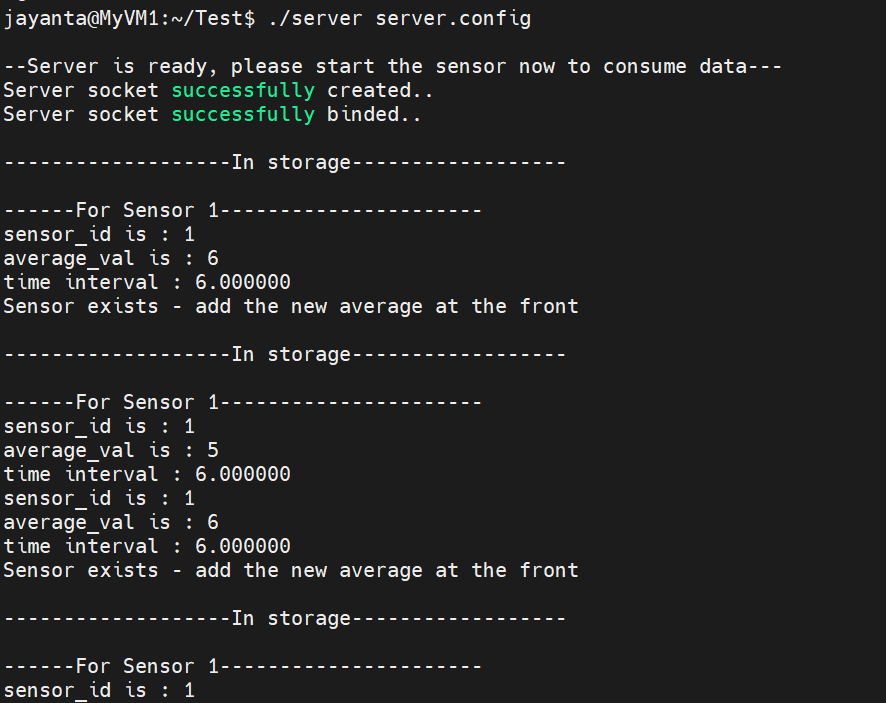 jayanta@MyVM1:~/Test$ ./server server.config
--Server is ready, please start the sensor now to consume data---
Server socket successfully created..
Server socket successfully binded..
-------------------In storage------------------
------For Sensor 1----------------------
sensor_id is : 1
average_val is : 6
time interval : 6.000000
Sensor exists - add the new average at the front
-------------------In storage------------------
------For Sensor 1----------------------
sensor_id is : 1
average_val is : 5
time interval : 6.000000
sensor_id is : 1
average_val is : 6
time interval : 6.000000
Sensor exists - add the new average at the front
-------------------In storage------------------
------For Sensor 1----------------------
sensor_id is : 1